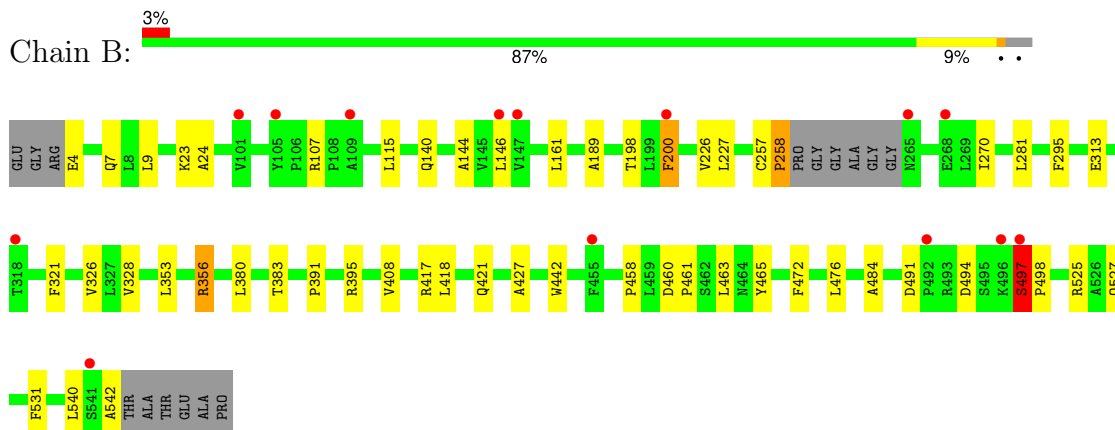 3%
Chain B:
87% 9% • •
GLU GLY ARG E4 Q7 L8 L9 K23 A24 V101 Y105 P106 R107 P108 A109 L115 Q140 A144 V145 L146 V147 L161 A189 T198 L199 F200 V226 L227 C257 P258 PRO GLY GLY ALA GLY GLY N265 E268 L269 I270 L281 F295 E313
T318 F321 V326 L327 V328 L353 R356 L380 T383 P391 R395 V408 R417 L418 Q421 A427 W442 F455 P458 L459 D460 P461 S462 L463 N464 Y465 F472 L476 A484 D491 P492 R493 D494 S495 K496 S497 P498 R525 A526 Q527
F531 L540 S541 A542 THR ALA THR GLU ALA PRO